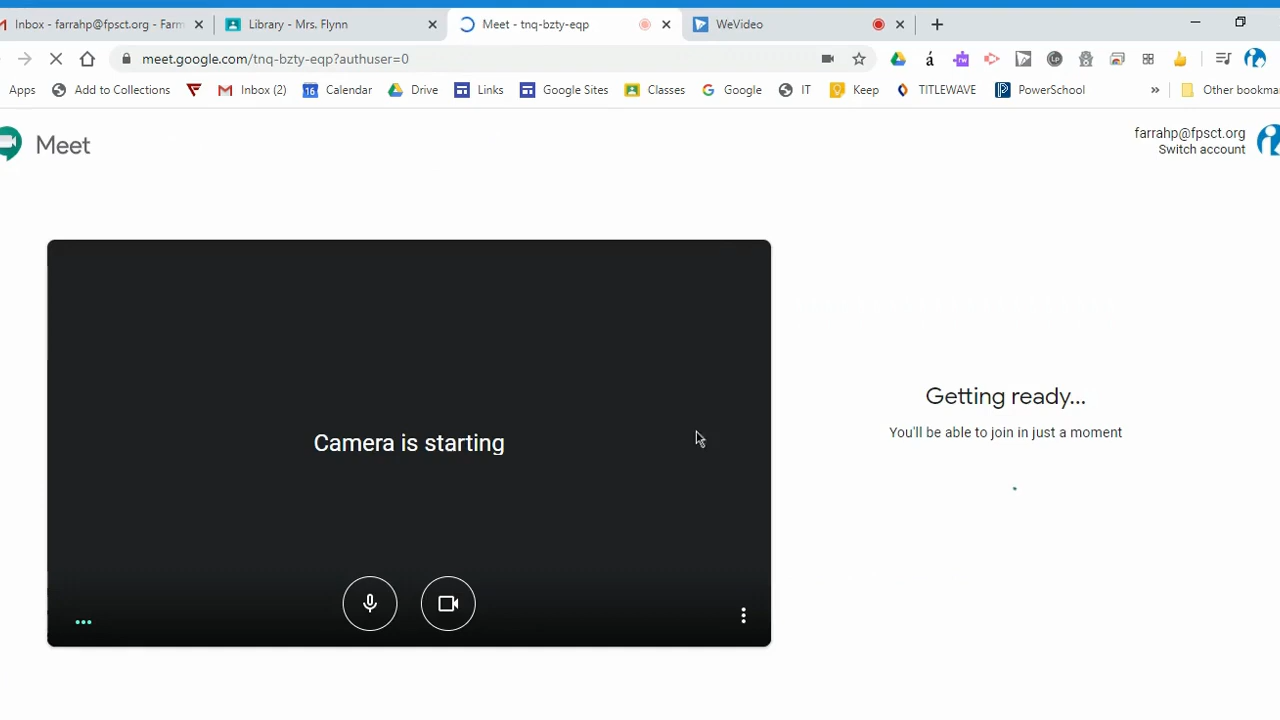 Inbox - farrahp@fpsct.org - Farm
Library - Mrs. Flynn
Meet - tnq-bzty-eqp
WeVideo
meet.google.com/tnq-bzty-eqp?authuser=0
Apps
Add to Collections
Inbox (2)
16
Calendar
Drive
Links
Google Sites
Classes
Google
IT
Keep
TITLEWAVE
PowerSchool
Other bookma
Meet
farrahp@fpsct.org
Switch account
Camera is starting
Getting ready...
You'll be able to join in just a moment